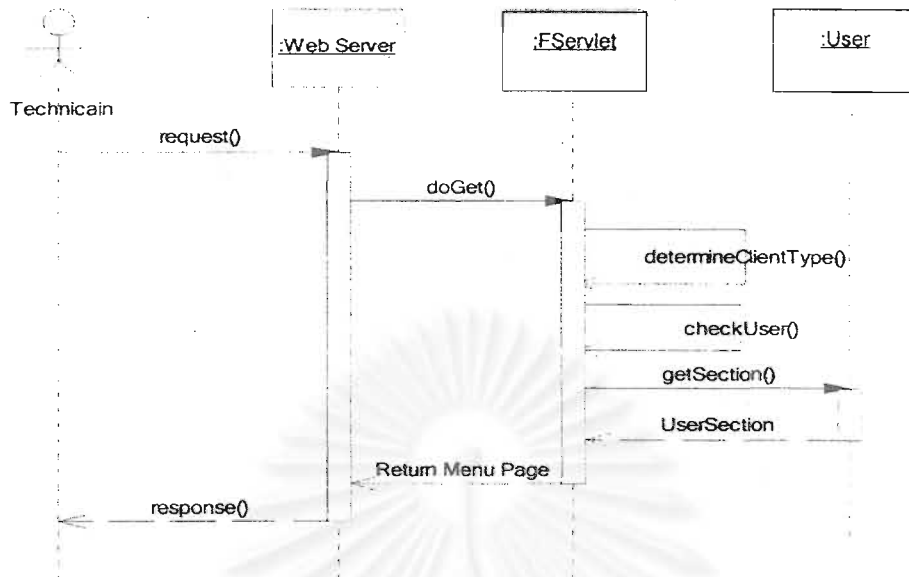 :Web Server
:FServlet
:User
Technicain
request()
doGet()
determineClientType()
checkUser()
getSection()
UserSection
Return Menu Page
response()